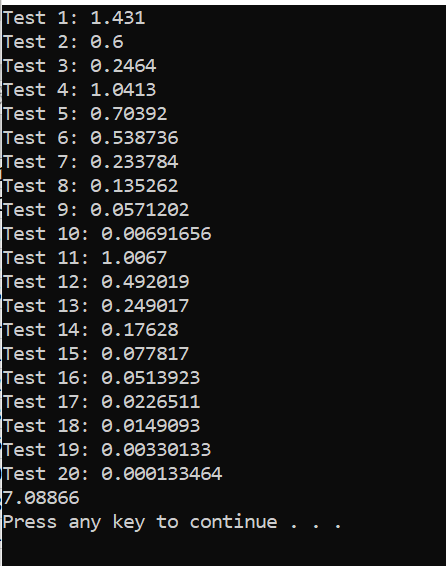 Test 1: 1.431
Test 2: 0.6
Test 3: 0.2464
Test 4: 1.0413
Test 5: 0.70392
Test 6: 0.538736
Test 7: 0.233784
Test 8: 0.135262
Test 9: 0.0571202
Test 10: 0.00691656
Test 11: 1.0067
Test 12: 0.492019
Test 13: 0.249017
Test 14: 0.17628
Test 15: 0.077817
Test 16: 0.0513923
Test 17: 0.0226511
Test 18: 0.0149093
Test 19: 0.00330133
Test 20: 0.000133464
7.08866
Press any key to continue . . .